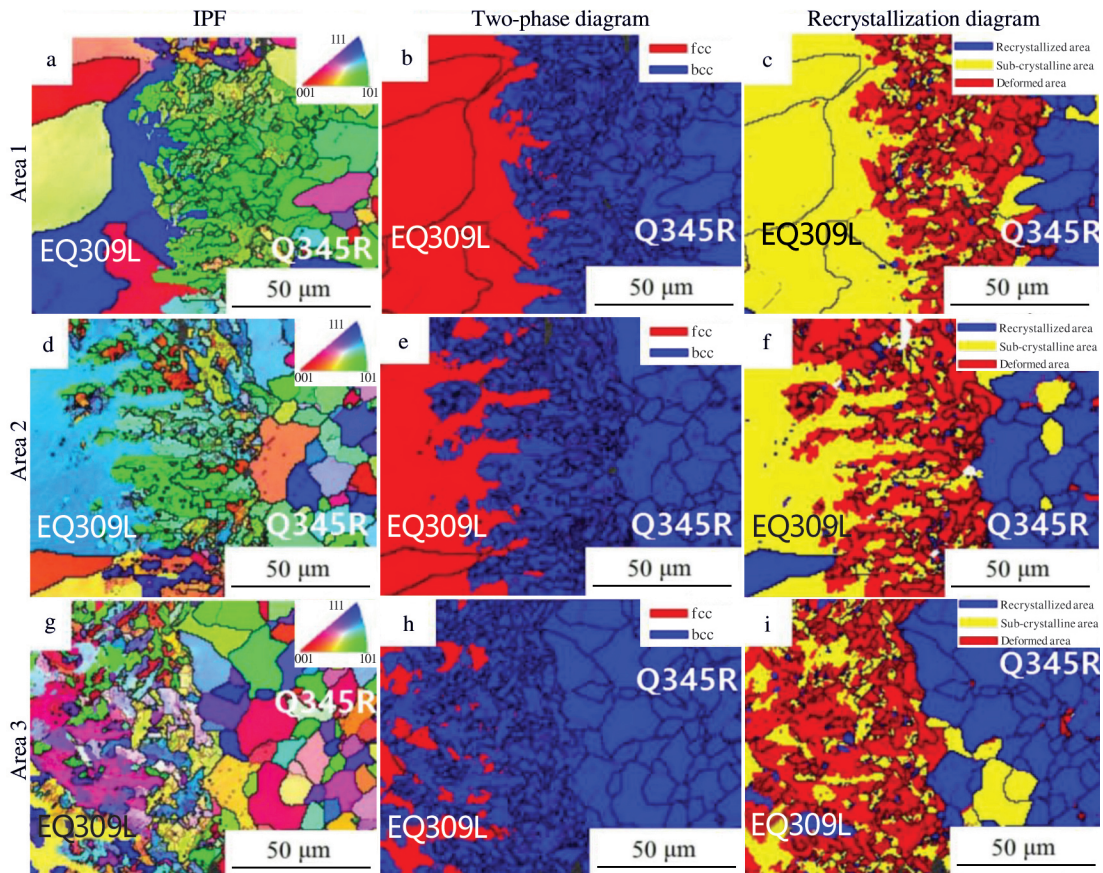 IPF
Two-phase diagram
Recrystallization diagram
Area 1
a
111
001
101
EQ309L
Q345R
50 μm
b
fcc
bcc
EQ309L
Q345R
50 μm
c
Recrystallized area
Sub-crystalline area
Deformed area
EQ309L
Q345R
50 μm
Area 2
d
111
001
101
EQ309L
Q345R
50 μm
e
fcc
bcc
EQ309L
Q345R
50 μm
f
Recrystallized area
Sub-crystalline area
Deformed area
EQ309L
Q345R
50 μm
Area 3
g
111
001
101
Q345R
EQ309L
50 μm
h
fcc
bcc
Q345R
EQ309L
50 μm
i
Recrystallized area
Sub-crystalline area
Deformed area
Q345R
EQ309L
50 μm